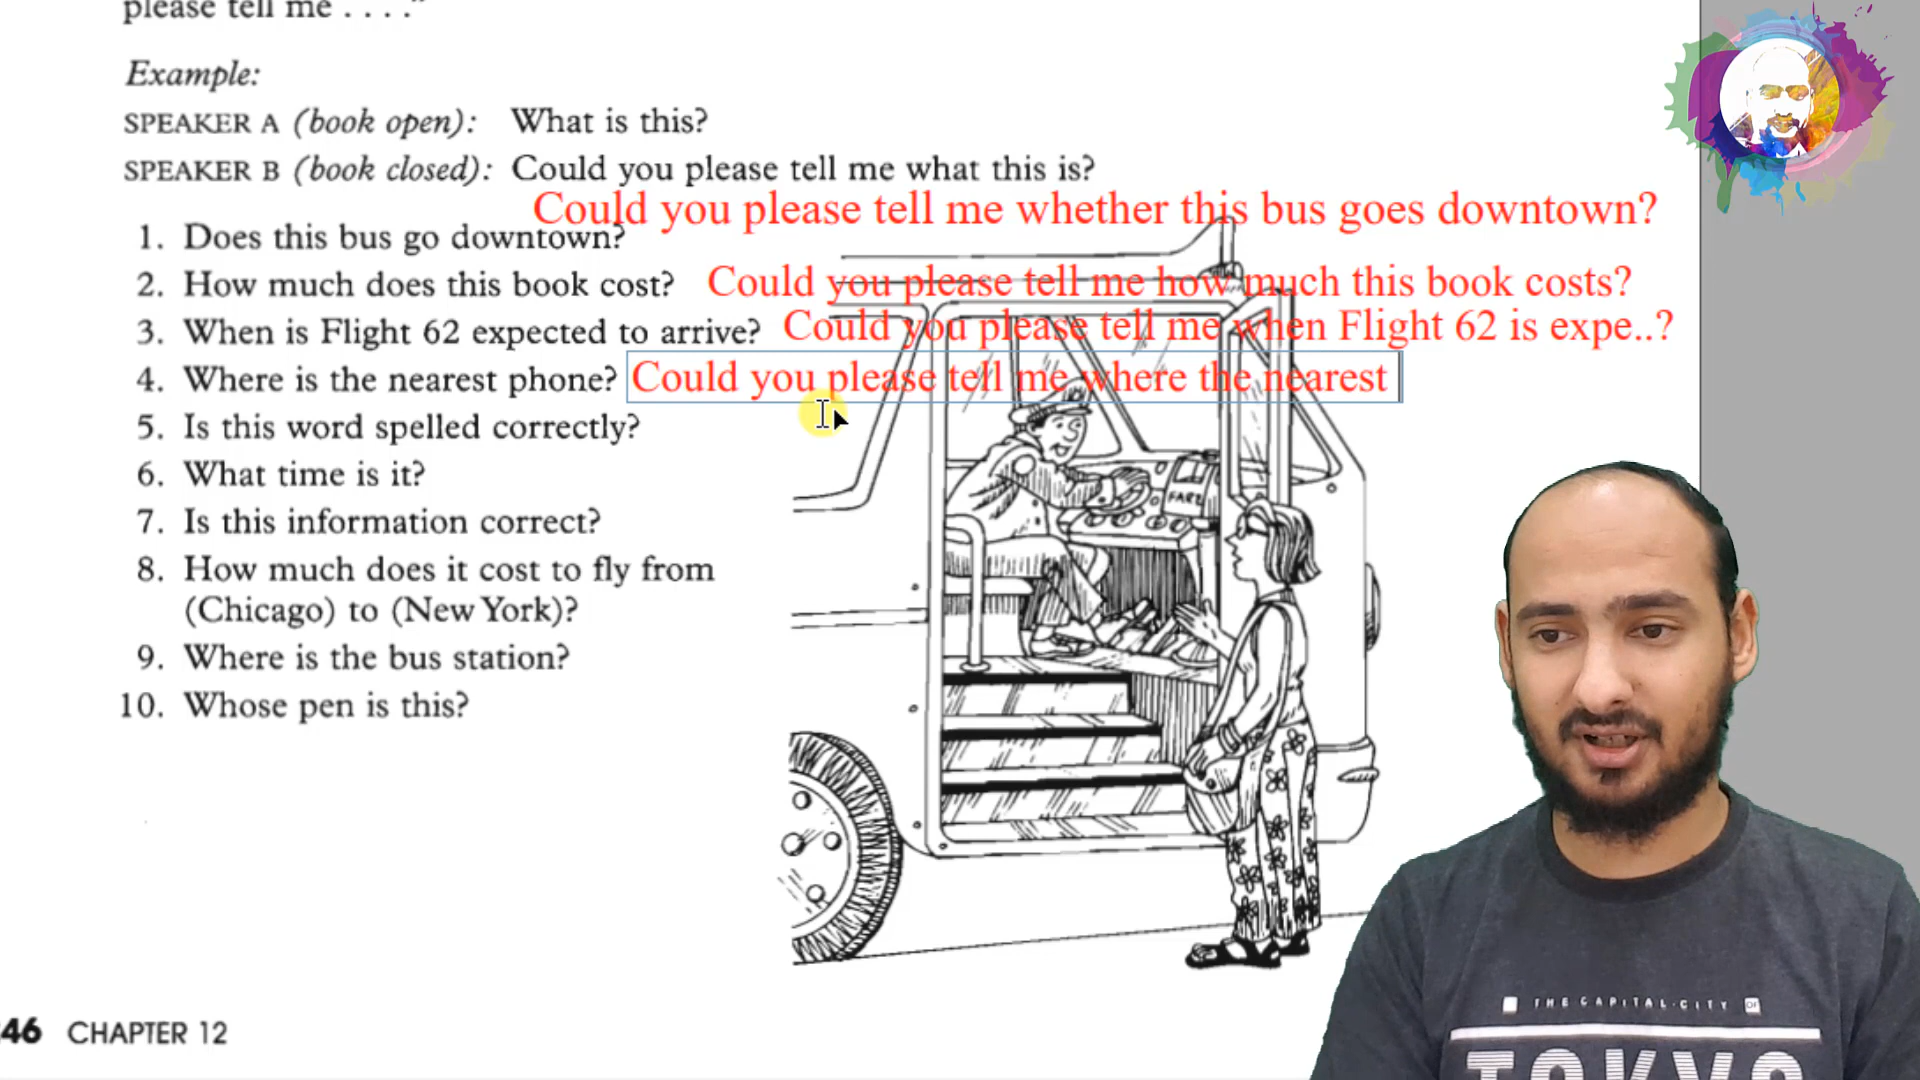 please tell me . . . ."
Example:
SPEAKER A (book open): What is this?
SPEAKER B (book closed): Could you please tell me what this is?
Could you please tell me whether this bus goes downtown?
1. Does this bus go downtown?
2. How much does this book cost? Could you please tell me how much this book costs?
3. When is Flight 62 expected to arrive? Could you please tell me when Flight 62 is expe..?
4. Where is the nearest phone? Could you please tell me where the nearest
5. Is this word spelled correctly?
6. What time is it?
7. Is this information correct?
8. How much does it cost to fly from
(Chicago) to (New York)?
9. Where is the bus station?
10. Whose pen is this?
FARE
46 CHAPTER 12
THE CAPITAL CITY OF
TOKYO